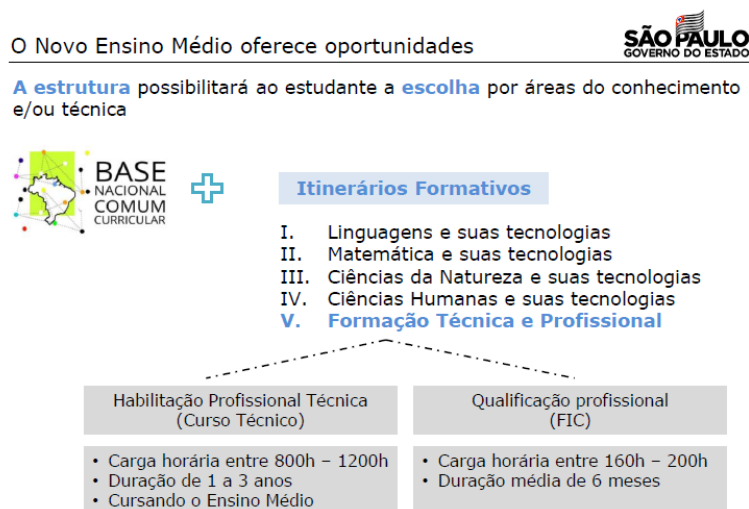 O Novo Ensino Médio oferece oportunidades
SÃO PAULO
GOVERNO DO ESTADO
A estrutura possibilitará ao estudante a escolha por áreas do conhecimento
e/ou técnica
BASE
NACIONAL
COMUM
CURRICULAR
Itinerários Formativos
I. Linguagens e suas tecnologias
II. Matemática e suas tecnologias
III. Ciências da Natureza e suas tecnologias
IV. Ciências Humanas e suas tecnologias
V. Formação Técnica e Profissional
Habilitação Profissional Técnica
(Curso Técnico)
• Carga horária entre 800h – 1200h
• Duração de 1 a 3 anos
• Cursando o Ensino Médio
Qualificação profissional
(FIC)
• Carga horária entre 160h – 200h
• Duração média de 6 meses